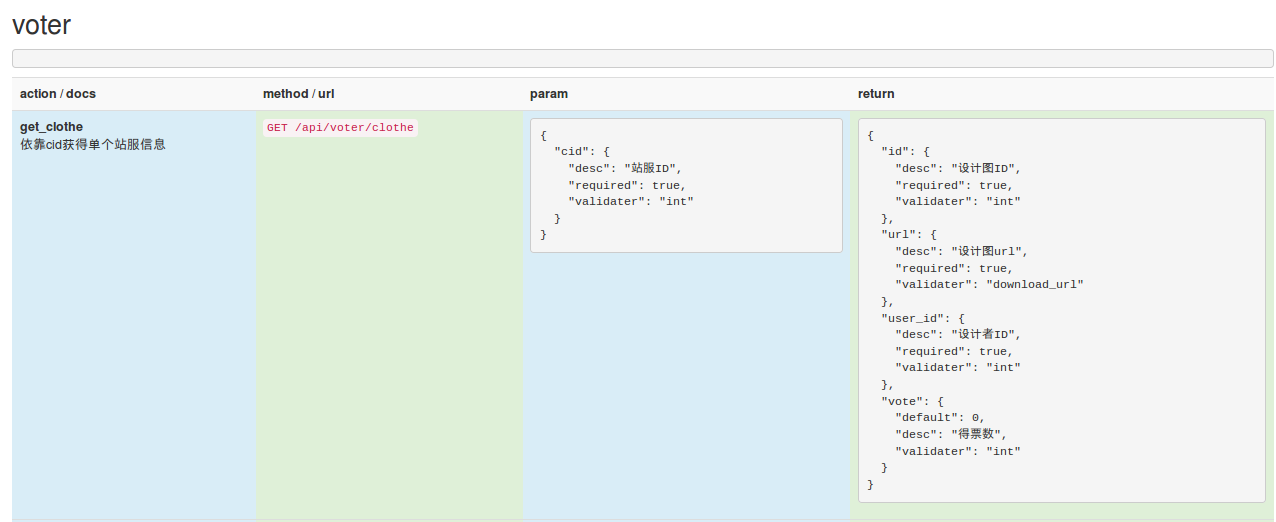 voter
action / docs
method / url
param
return
get_clothe
依靠cid获得单个站服信息
GET /api/voter/clothe
{
  "cid": {
    "desc": "站服ID",
    "required": true,
    "validater": "int"
  }
}
{
  "id": {
    "desc": "设计图ID",
    "required": true,
    "validater": "int"
  },
  "url": {
    "desc": "设计图url",
    "required": true,
    "validater": "download_url"
  },
  "user_id": {
    "desc": "设计者ID",
    "required": true,
    "validater": "int"
  },
  "vote": {
    "default": 0,
    "desc": "得票数",
    "validater": "int"
  }
}